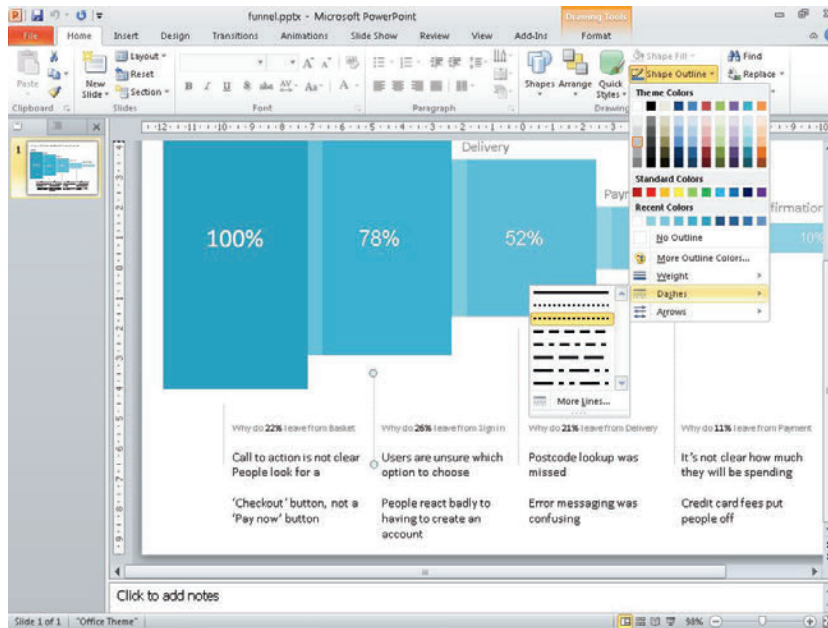 funnel.pptx - Microsoft PowerPoint
Drawing Tools
File Home Insert Design Transitions Animations Slide Show Review View Add-Ins Format
Paste
New Slide
Layout
Reset
Section
Shapes Arrange Quick Styles
Shape Fill
Shape Outline
Find
Replace
Clipboard Slides Font Paragraph Drawing
Theme Colors
Standard Colors
Recent Colors
No Outline
More Outline Colors...
Weight
Dashes
Arrows
More Lines...
1
Delivery
100%
78%
52%
10%
Why do 22% leave from Basket
Call to action is not clear
People look for a
'Checkout' button, not a
'Pay now' button
Why do 26% leave from Sign in
Users are unsure which
option to choose
People react badly to
having to create an
account
Why do 21% leave from Delivery
Postcode lookup was
missed
Error messaging was
confusing
Why do 11% leave from Payment
It's not clear how much
they will be spending
Credit card fees put
people off
Click to add notes
Slide 1 of 1 "Office Theme" 98%